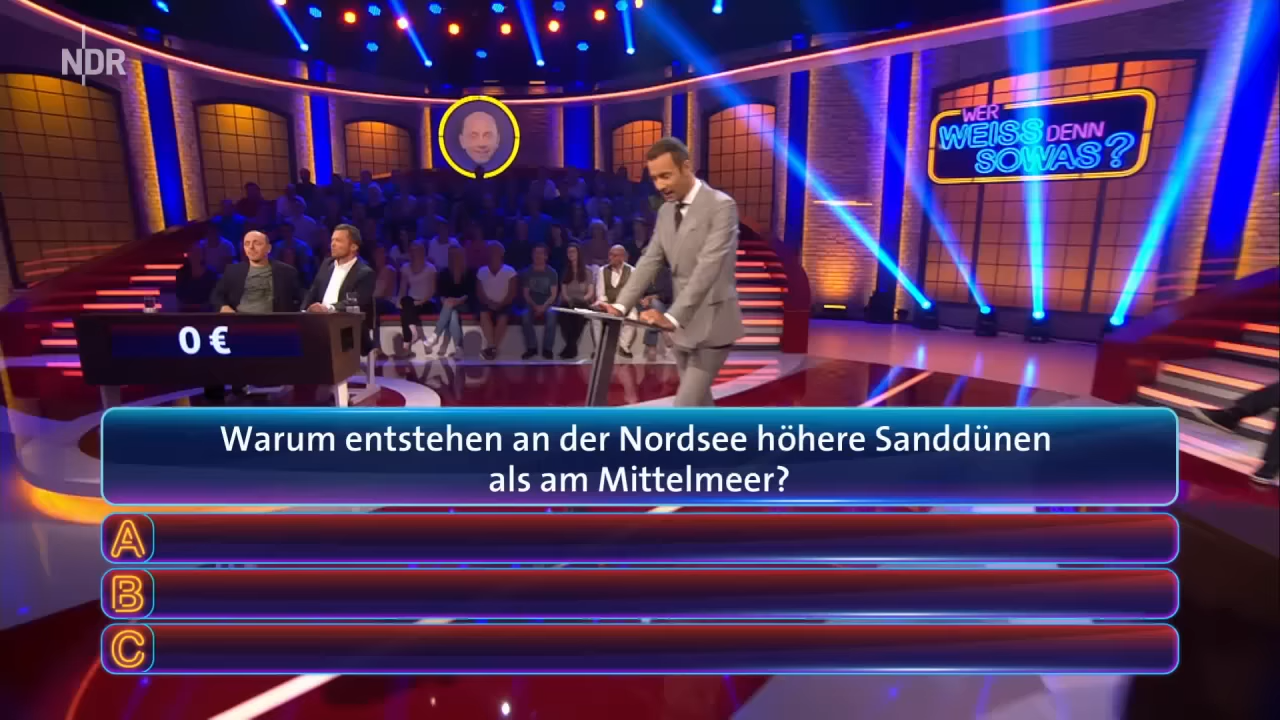 NDR
WER
WEISS DENN
SOWAS?
0 €
Warum entstehen an der Nordsee höhere Sanddünen
als am Mittelmeer?
A
B
C